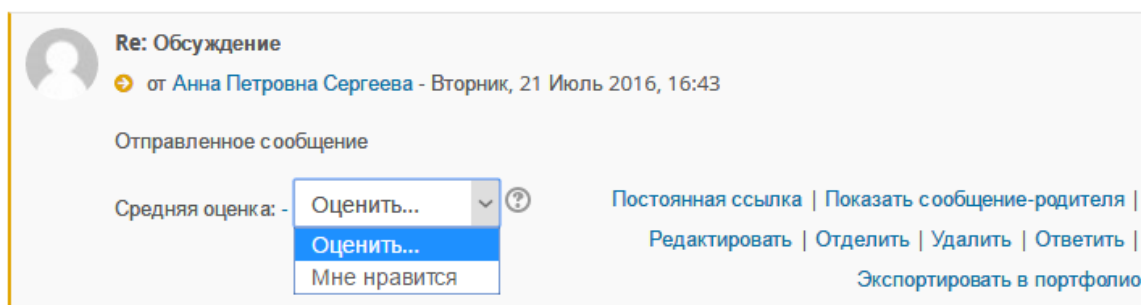 Re: Обсуждение
от Анна Петровна Сергеева - Вторник, 21 Июль 2016, 16:43
Отправленное сообщение
Средняя оценка: - Оценить... ?
Постоянная ссылка | Показать сообщение-родителя |
Оценить...
Редактировать | Отделить | Удалить | Ответить |
Мне нравится
Экспортировать в портфолио